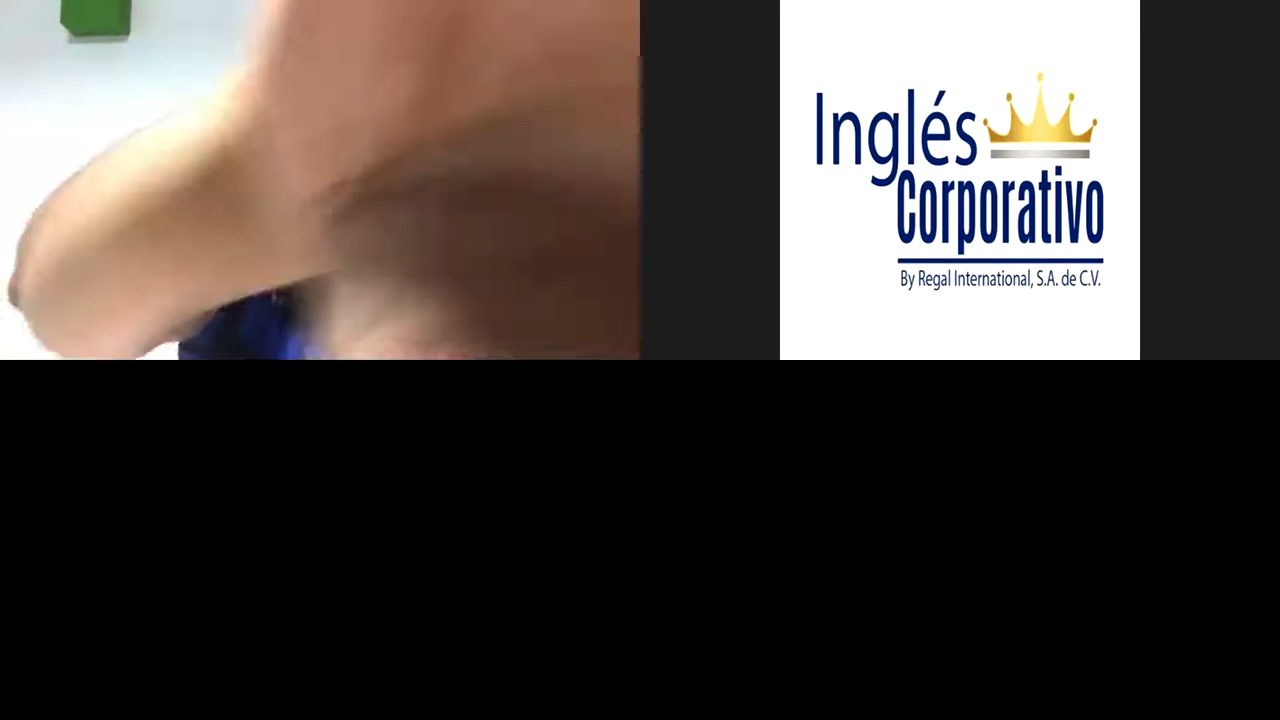 Inglés
Corporativo
By Regal International, S.A. de C.V.